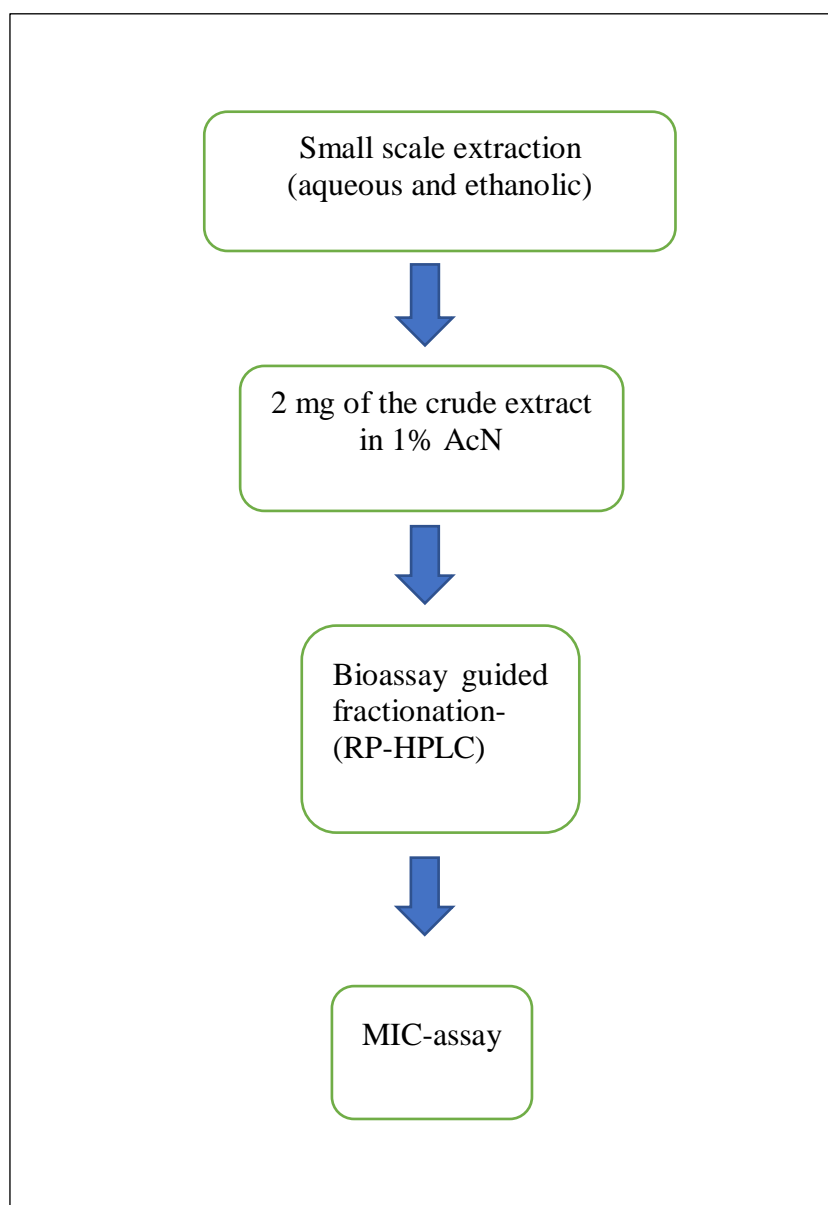 Small scale extraction
(aqueous and ethanolic)
2 mg of the crude extract
in 1% AcN
Bioassay guided
fractionation-
(RP-HPLC)
MIC-assay